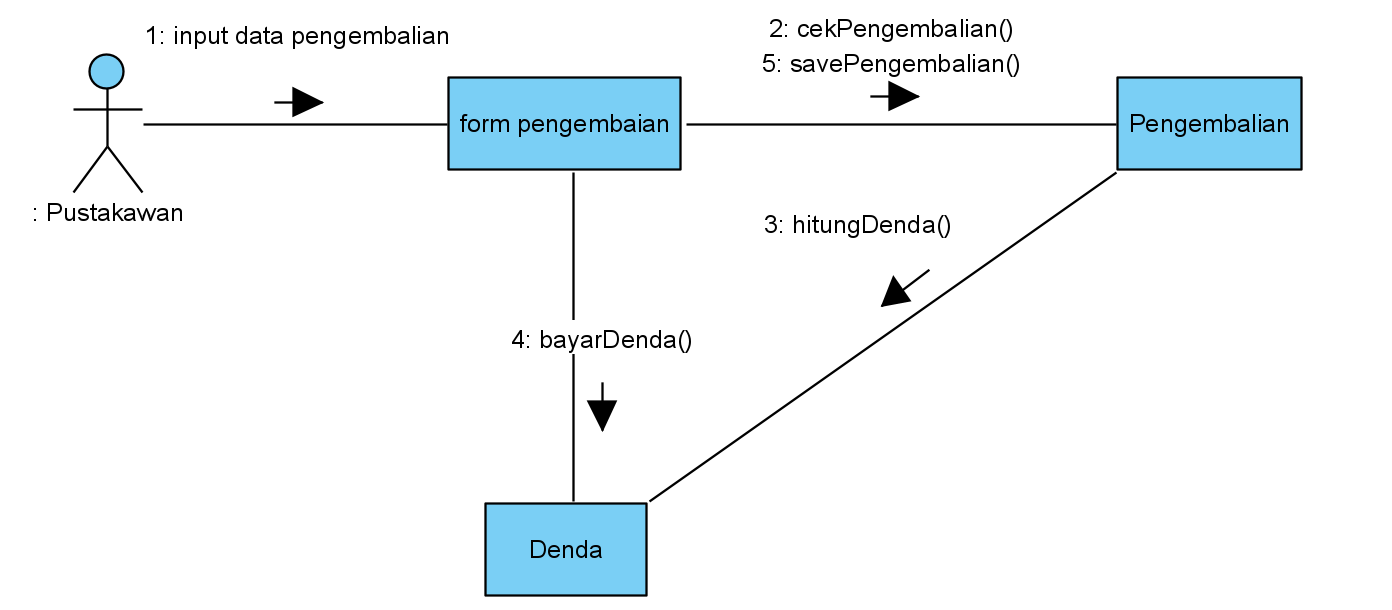 1: input data pengembalian
2: cekPengembalian()
5: savePengembalian()
form pengembaian
Pengembalian
: Pustakawan
3: hitungDenda()
4: bayarDenda()
Denda